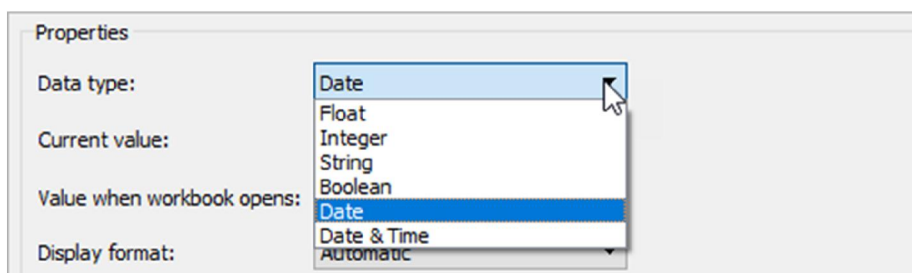 Properties
Data type:
Date
Float
Integer
Current value:
String
Boolean
Value when workbook opens:
Date
Date & Time
Display format:
Automatic